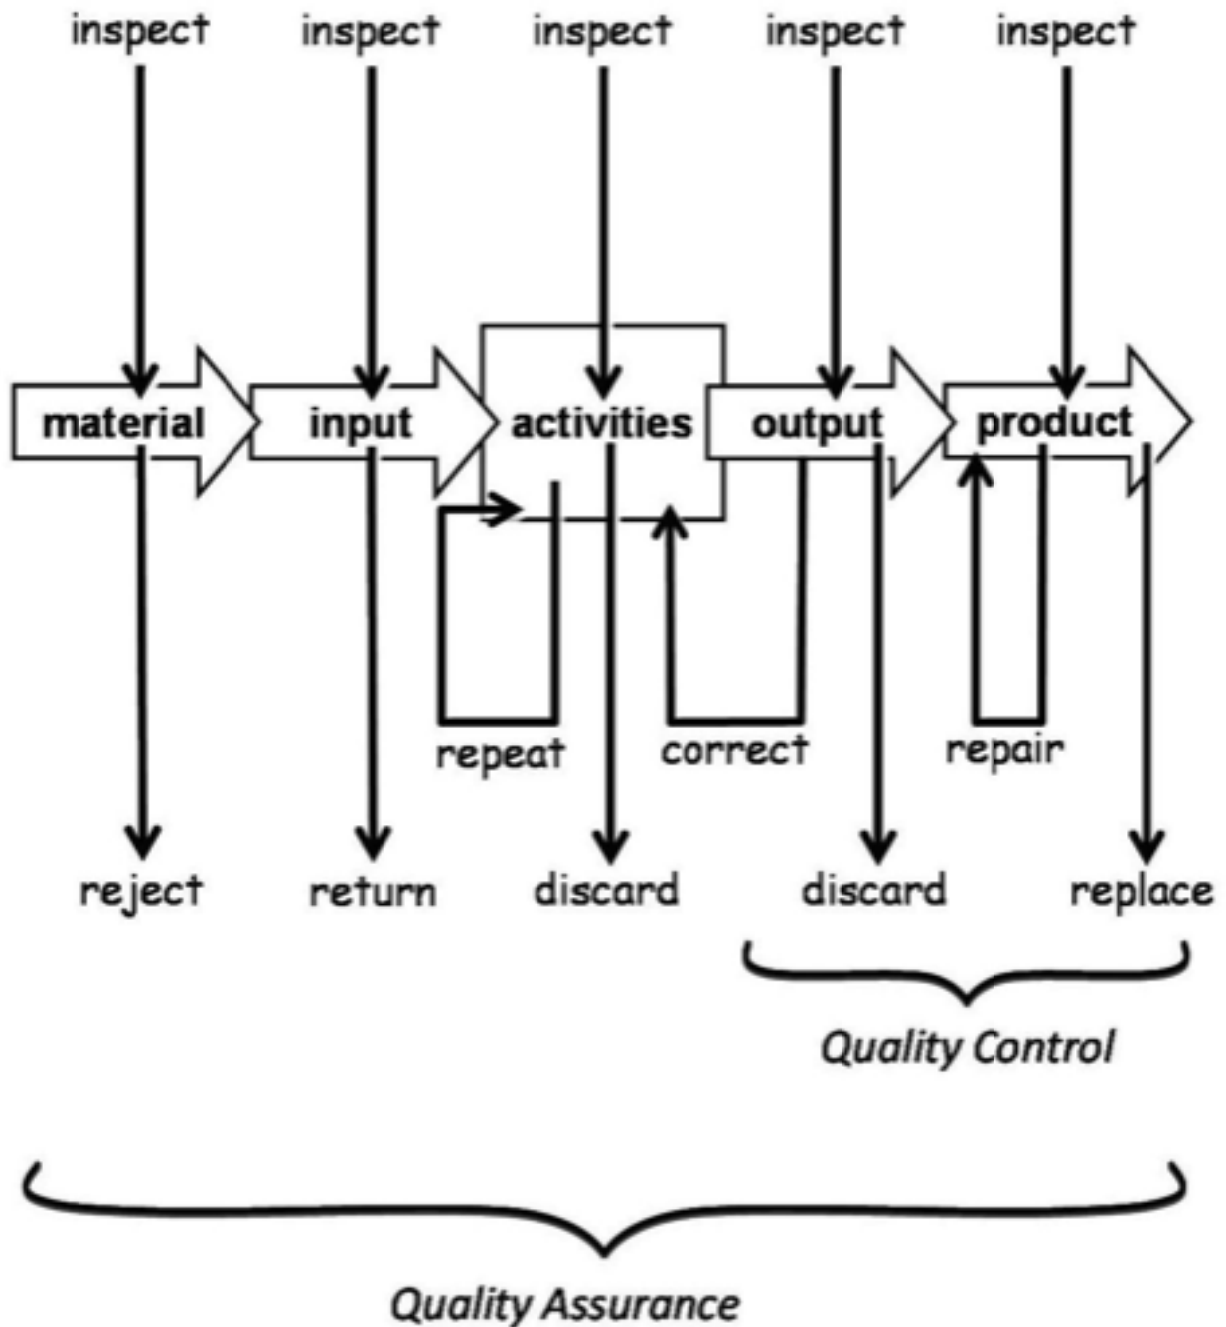 inspect inspect inspect inspect inspect
material input activities output product
repeat correct repair
reject return discard discard replace
Quality Control
Quality Assurance